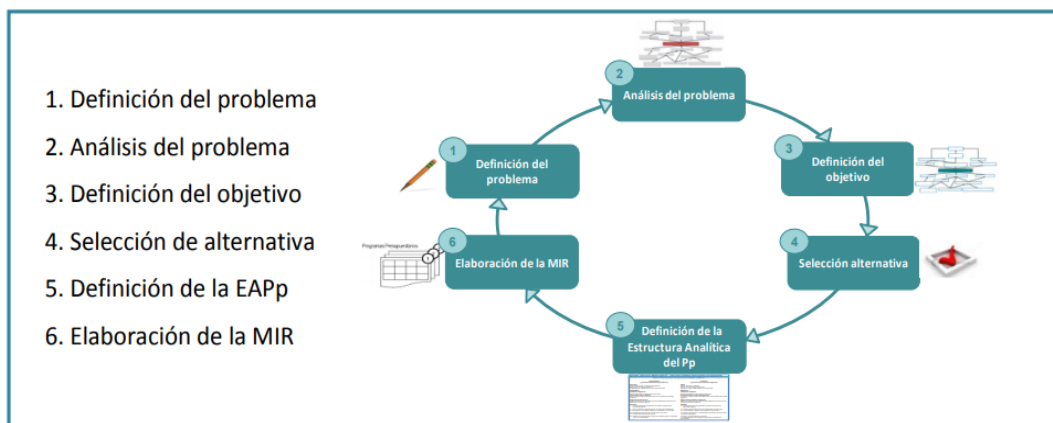 1. Definición del problema
2. Análisis del problema
3. Definición del objetivo
4. Selección de alternativa
5. Definición de la EAPp
6. Elaboración de la MIR
2
Análisis del problema
1
Definición del
problema
3
Definición del
objetivo
6
Elaboración de la MIR
Programas Presupuestarios
4
Selección alternativa
5
Definición de la
Estructura Analítica
del Pp